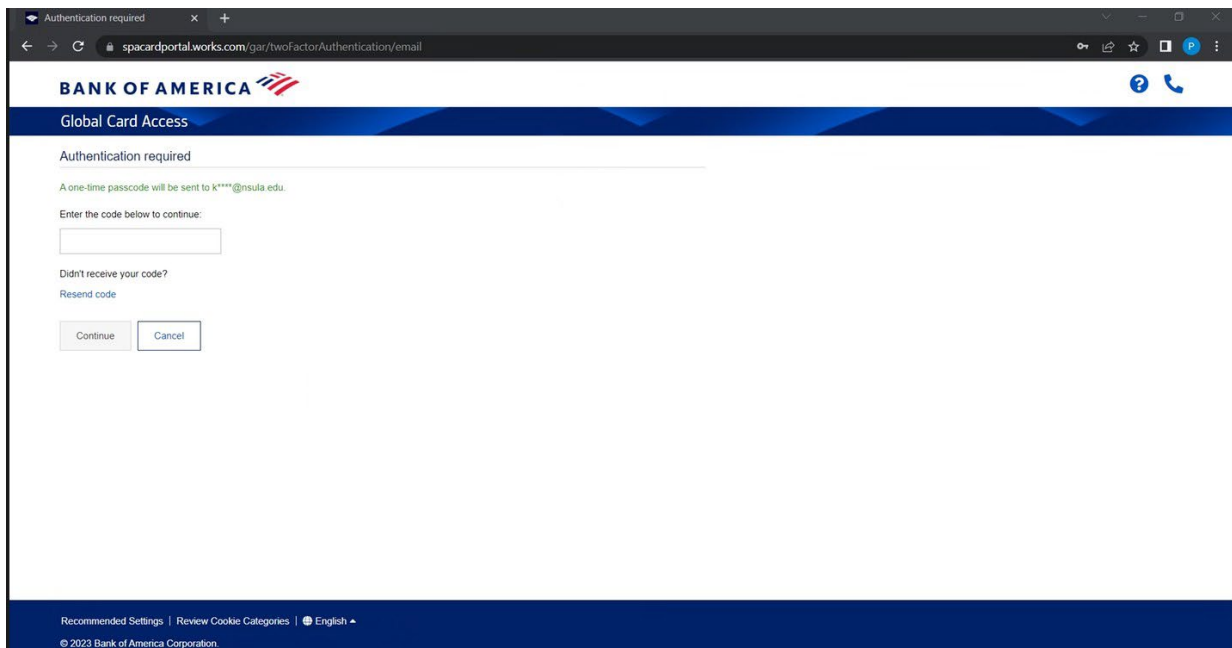 Authentication required
spacardportal.works.com/gar/twoFactorAuthentication/email
P
BANK OF AMERICA
Global Card Access
Authentication required
A one-time passcode will be sent to k****@nsula.edu.
Enter the code below to continue:
Didn't receive your code?
Resend code
Continue Cancel
Recommended Settings | Review Cookie Categories | English
© 2023 Bank of America Corporation.